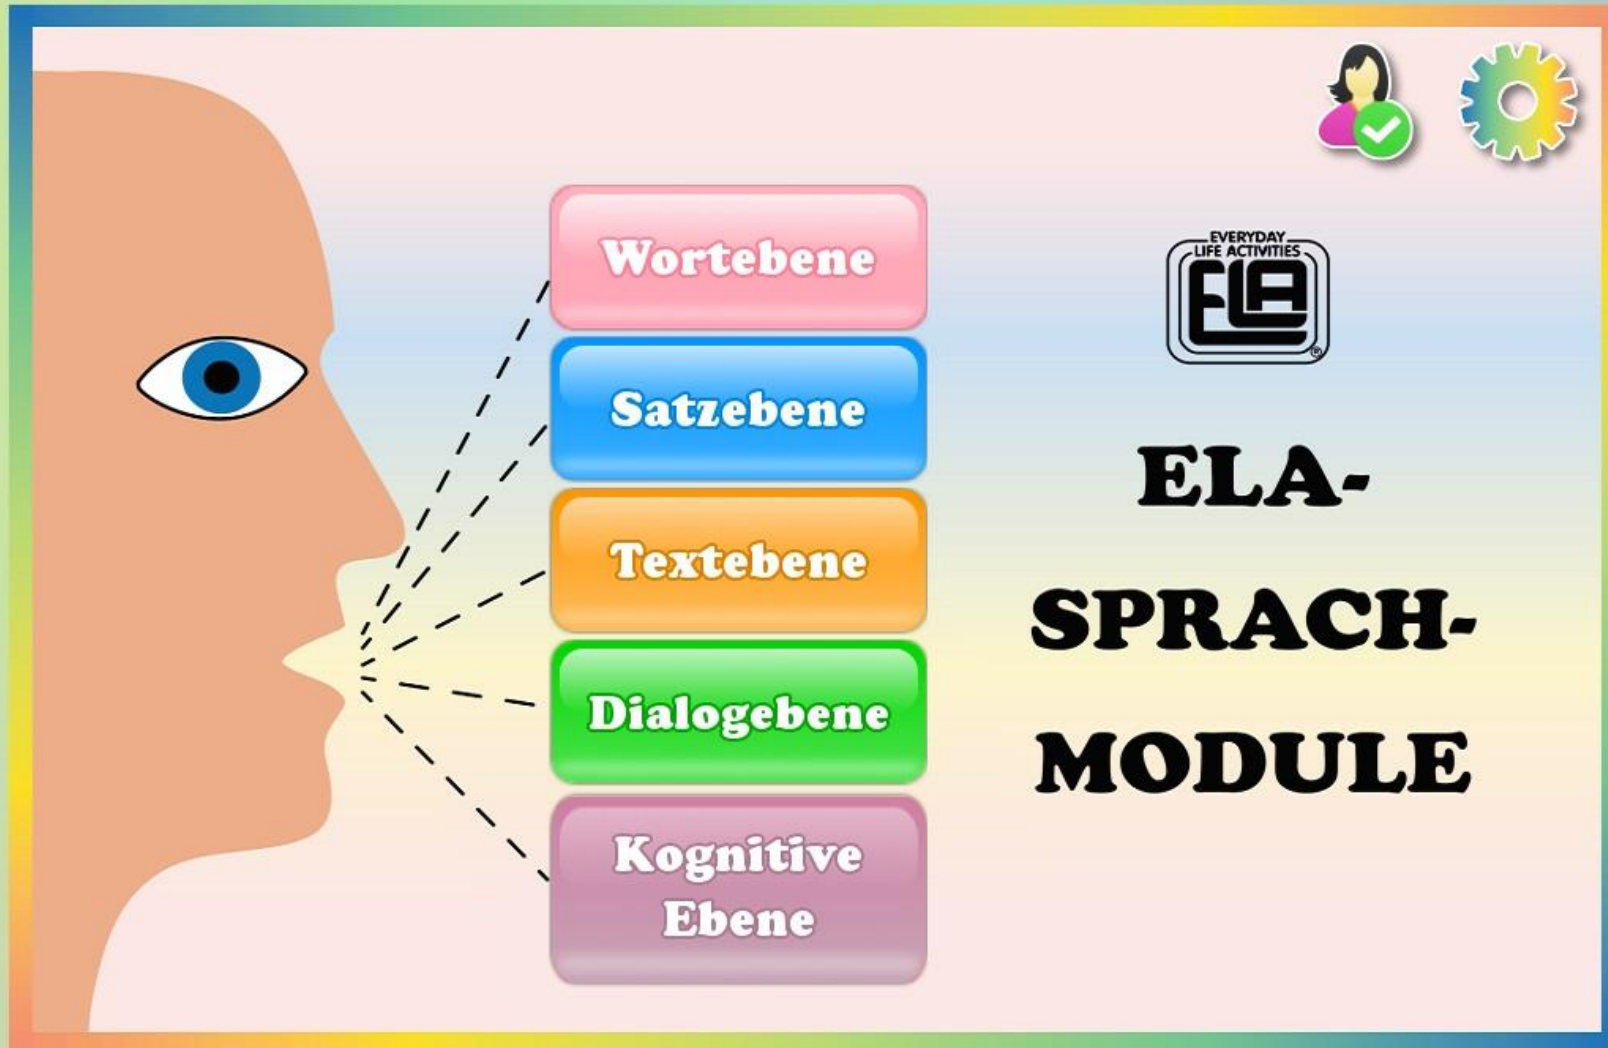 Wortebene
Satzebene
Textebene
Dialogebene
Kognitive
Ebene
EVERYDAY
LIFE ACTIVITIES
ELA
®
ELA-
SPRACH-
MODULE